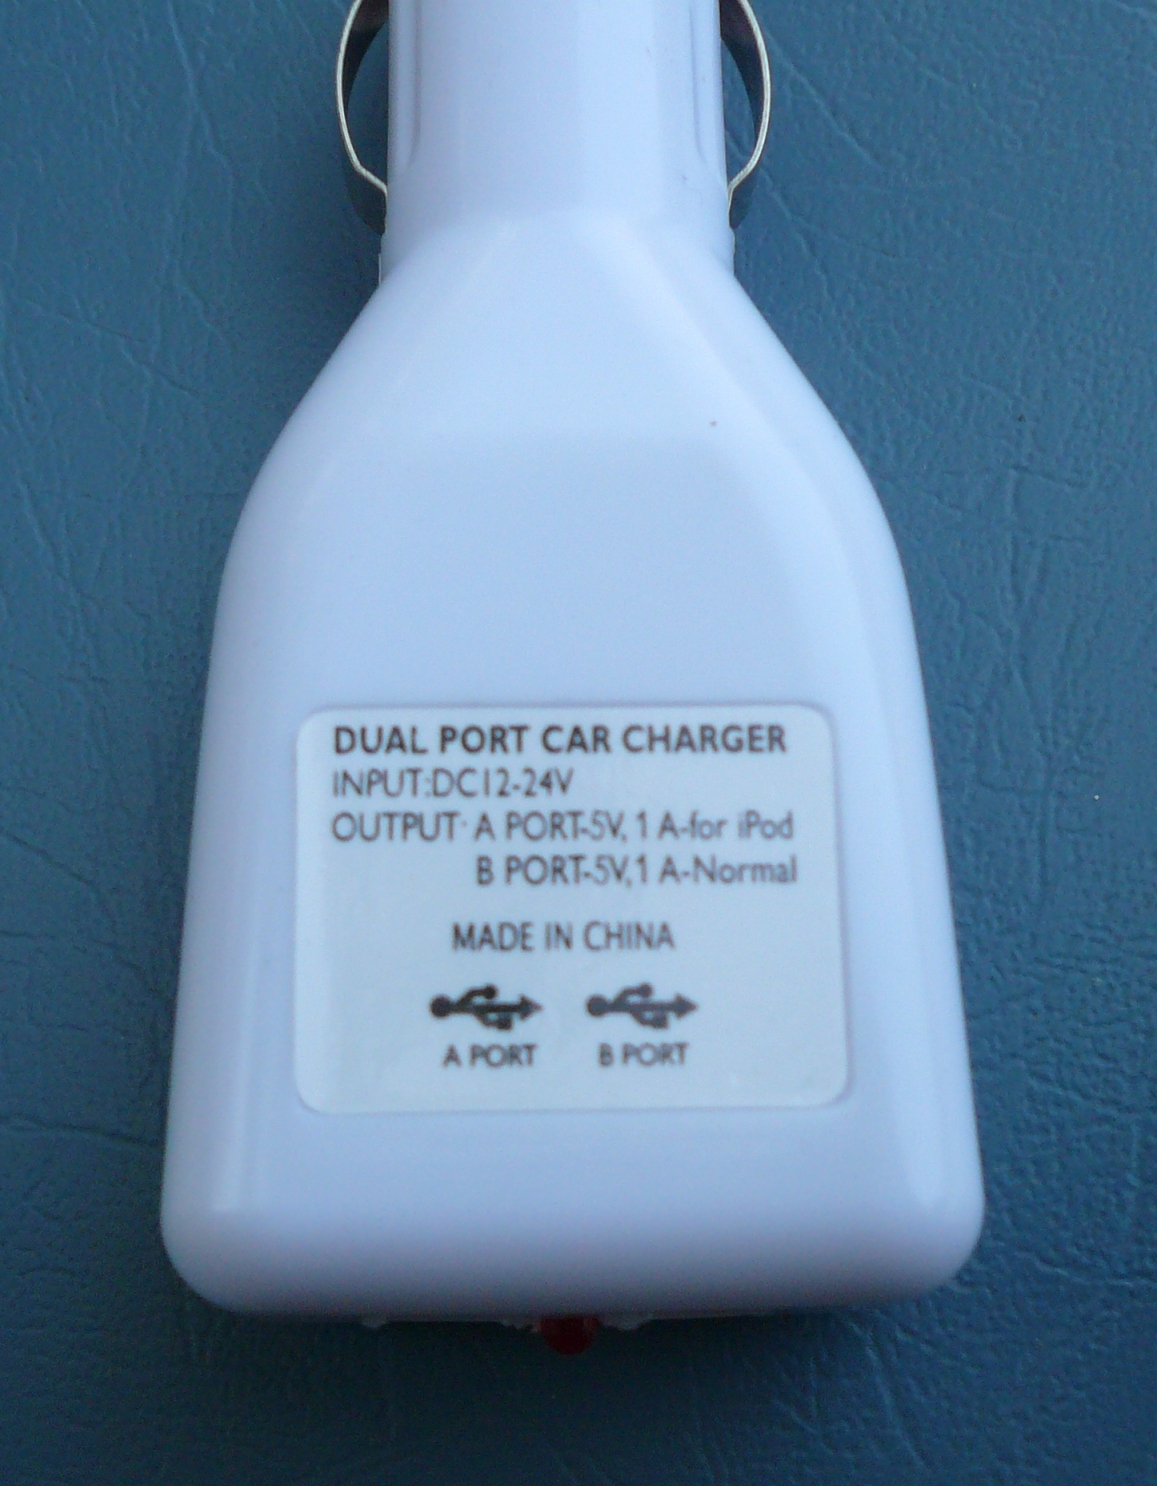 DUAL PORT CAR CHARGER
INPUT:DC12-24V
OUTPUT: A PORT-5V, 1 A-for iPod
B PORT-5V,1 A-Normal
MADE IN CHINA
A PORT B PORT